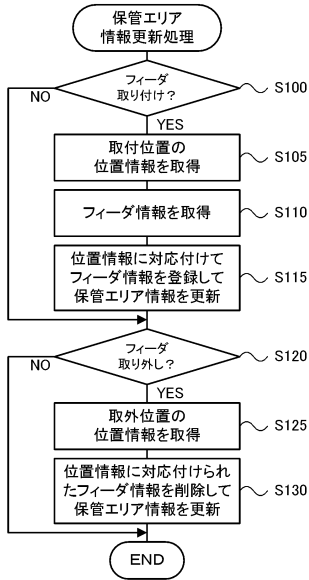 保管エリア
情報更新処理
フィーダ
取り付け？
S100
NO
YES
取付位置の
位置情報を取得
S105
フィーダ情報を取得
S110
位置情報に対応付けて
フィーダ情報を登録して
保管エリア情報を更新
S115
フィーダ
取り外し？
S120
NO
YES
取外位置の
位置情報を取得
S125
位置情報に対応付けられ
たフィーダ情報を削除して
保管エリア情報を更新
S130
END